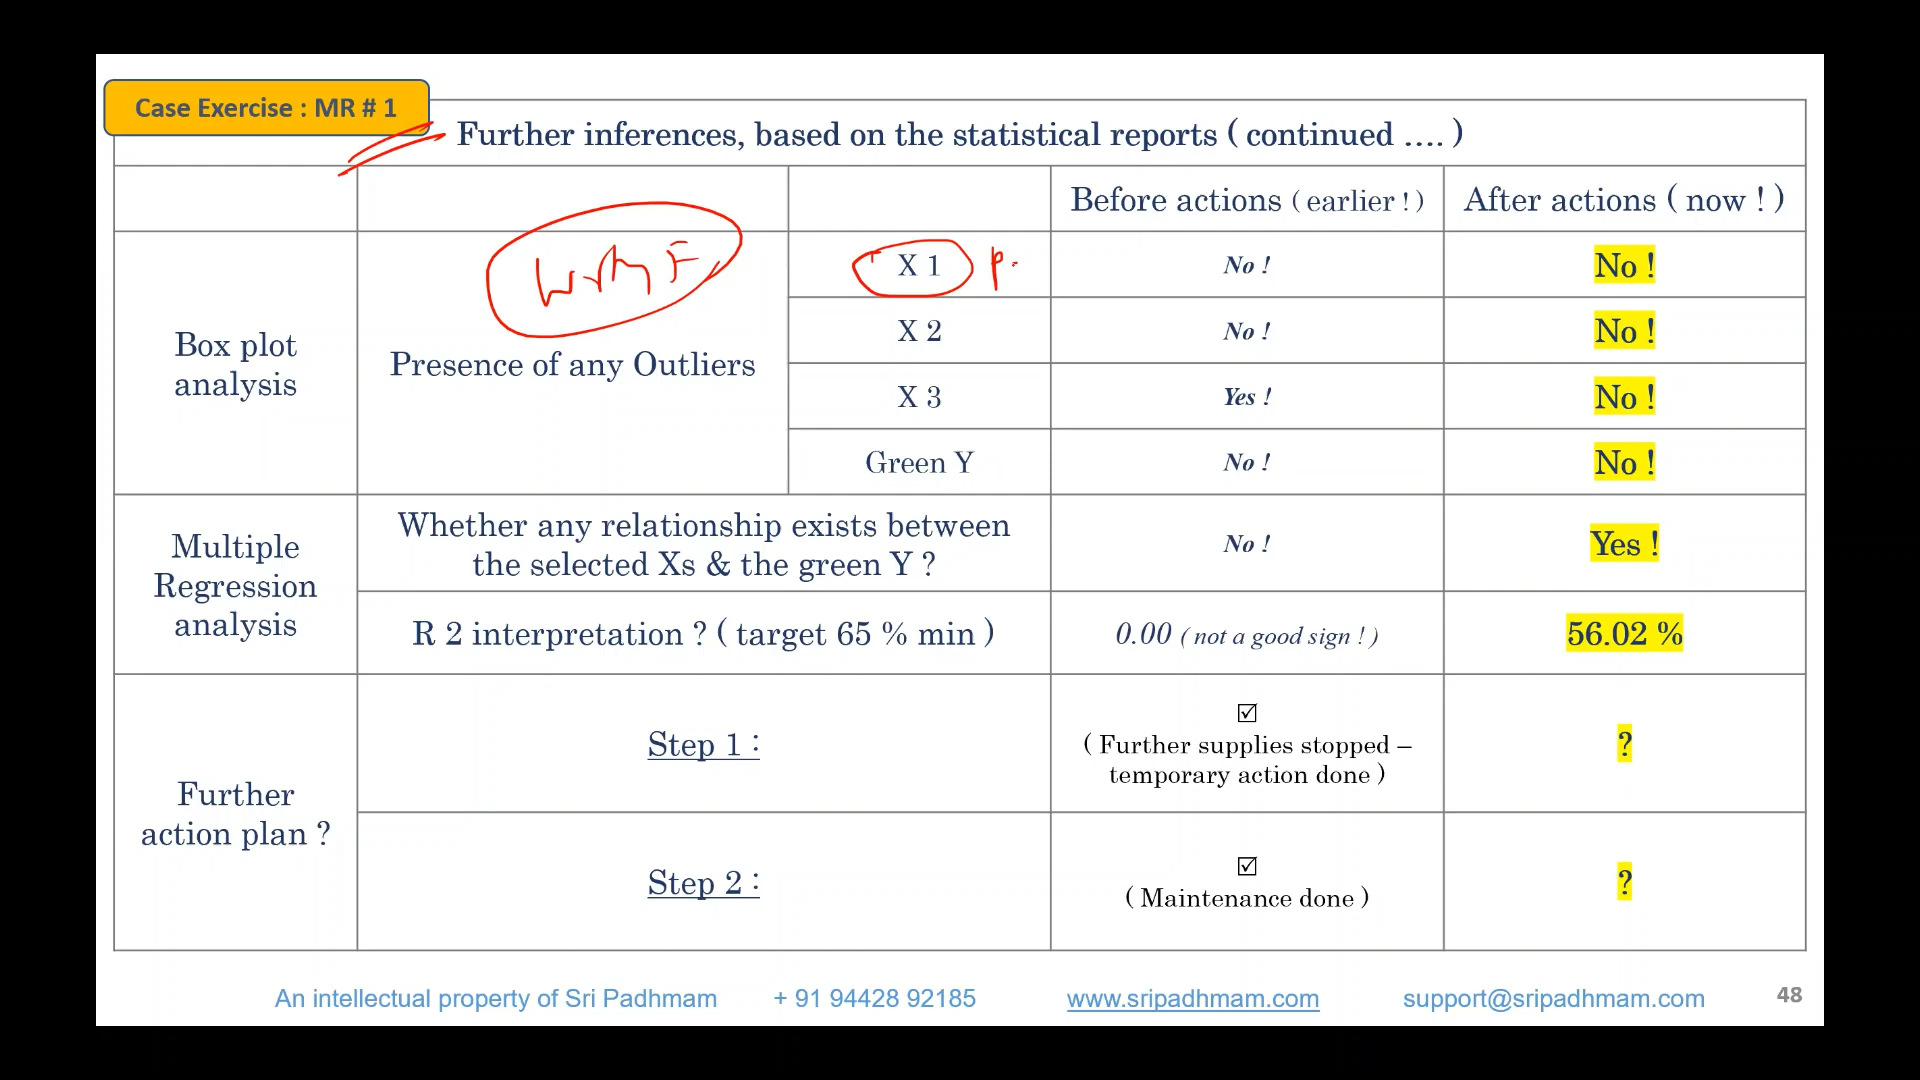 Case Exercise : MR # 1
Further inferences, based on the statistical reports ( continued …. )
Before actions ( earlier ! )
After actions ( now ! )
Box plot
analysis
Presence of any Outliers
X 1
No !
No !
X 2
No !
No !
X 3
Yes !
No !
Green Y
No !
No !
Multiple
Regression
analysis
Whether any relationship exists between
the selected Xs & the green Y ?
No !
Yes !
R 2 interpretation ? ( target 65 % min )
0.00 ( not a good sign ! )
56.02 %
Further
action plan ?
Step 1 :
☑
( Further supplies stopped –
temporary action done )
?
Step 2 :
☑
( Maintenance done )
?
An intellectual property of Sri Padhmam + 91 94428 92185 www.sripadhmam.com support@sripadhmam.com 48